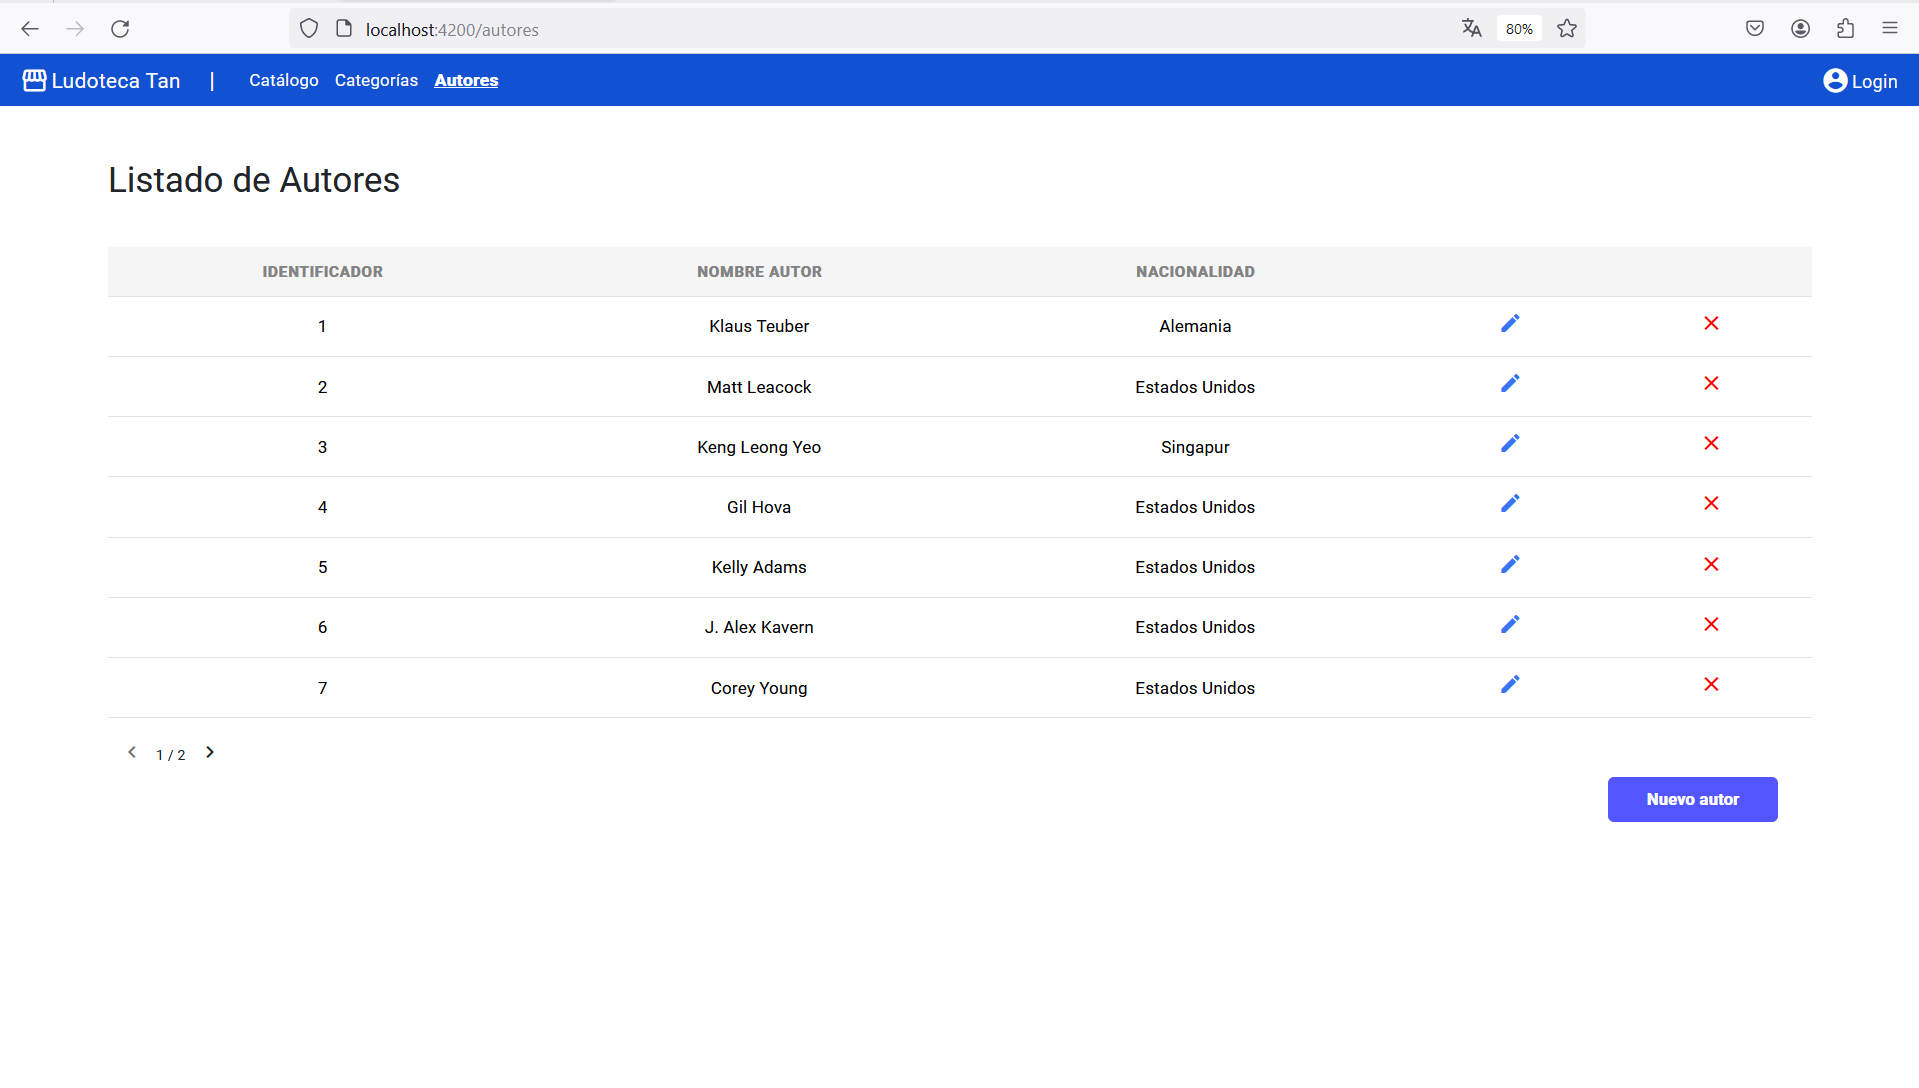 localhost:4200/autores 80%
Ludoteca Tan | Catálogo Categorías Autores Login
Listado de Autores
IDENTIFICADOR NOMBRE AUTOR NACIONALIDAD
1 Klaus Teuber Alemania
2 Matt Leacock Estados Unidos
3 Keng Leong Yeo Singapur
4 Gil Hova Estados Unidos
5 Kelly Adams Estados Unidos
6 J. Alex Kavern Estados Unidos
7 Corey Young Estados Unidos
1 / 2
Nuevo autor